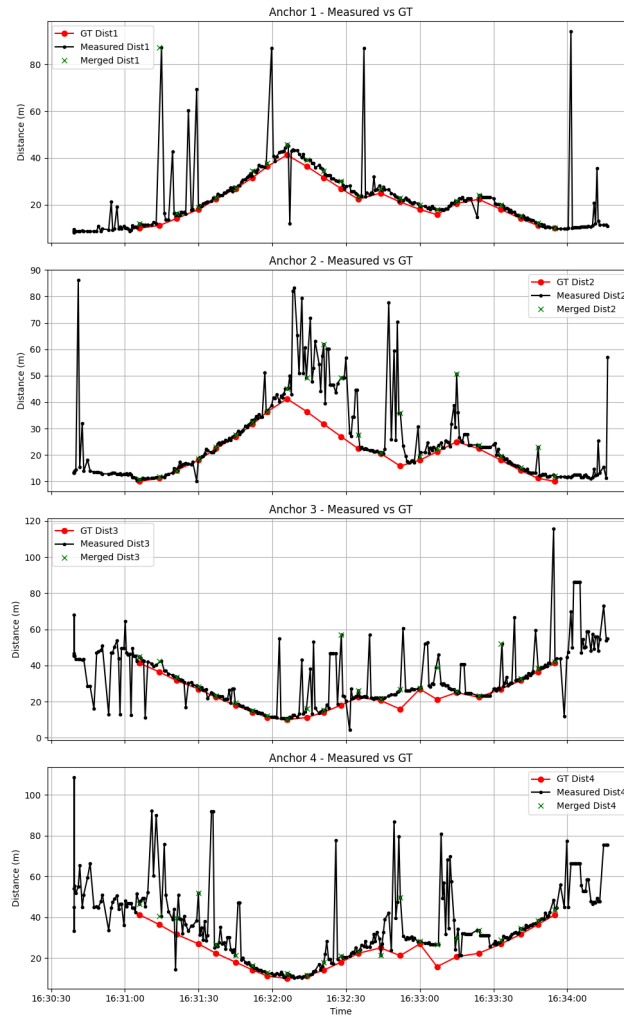 Anchor 1 - Measured vs GT
GT Dist1
Measured Dist1
Merged Dist1
Distance (m)
80
60
40
20
Anchor 2 - Measured vs GT
GT Dist2
Measured Dist2
Merged Dist2
Distance (m)
90
80
70
60
50
40
30
20
10
Anchor 3 - Measured vs GT
GT Dist3
Measured Dist3
Merged Dist3
Distance (m)
120
100
80
60
40
20
0
Anchor 4 - Measured vs GT
GT Dist4
Measured Dist4
Merged Dist4
Distance (m)
100
80
60
40
20
16:30:30 16:31:00 16:31:30 16:32:00 16:32:30 16:33:00 16:33:30 16:34:00
Time